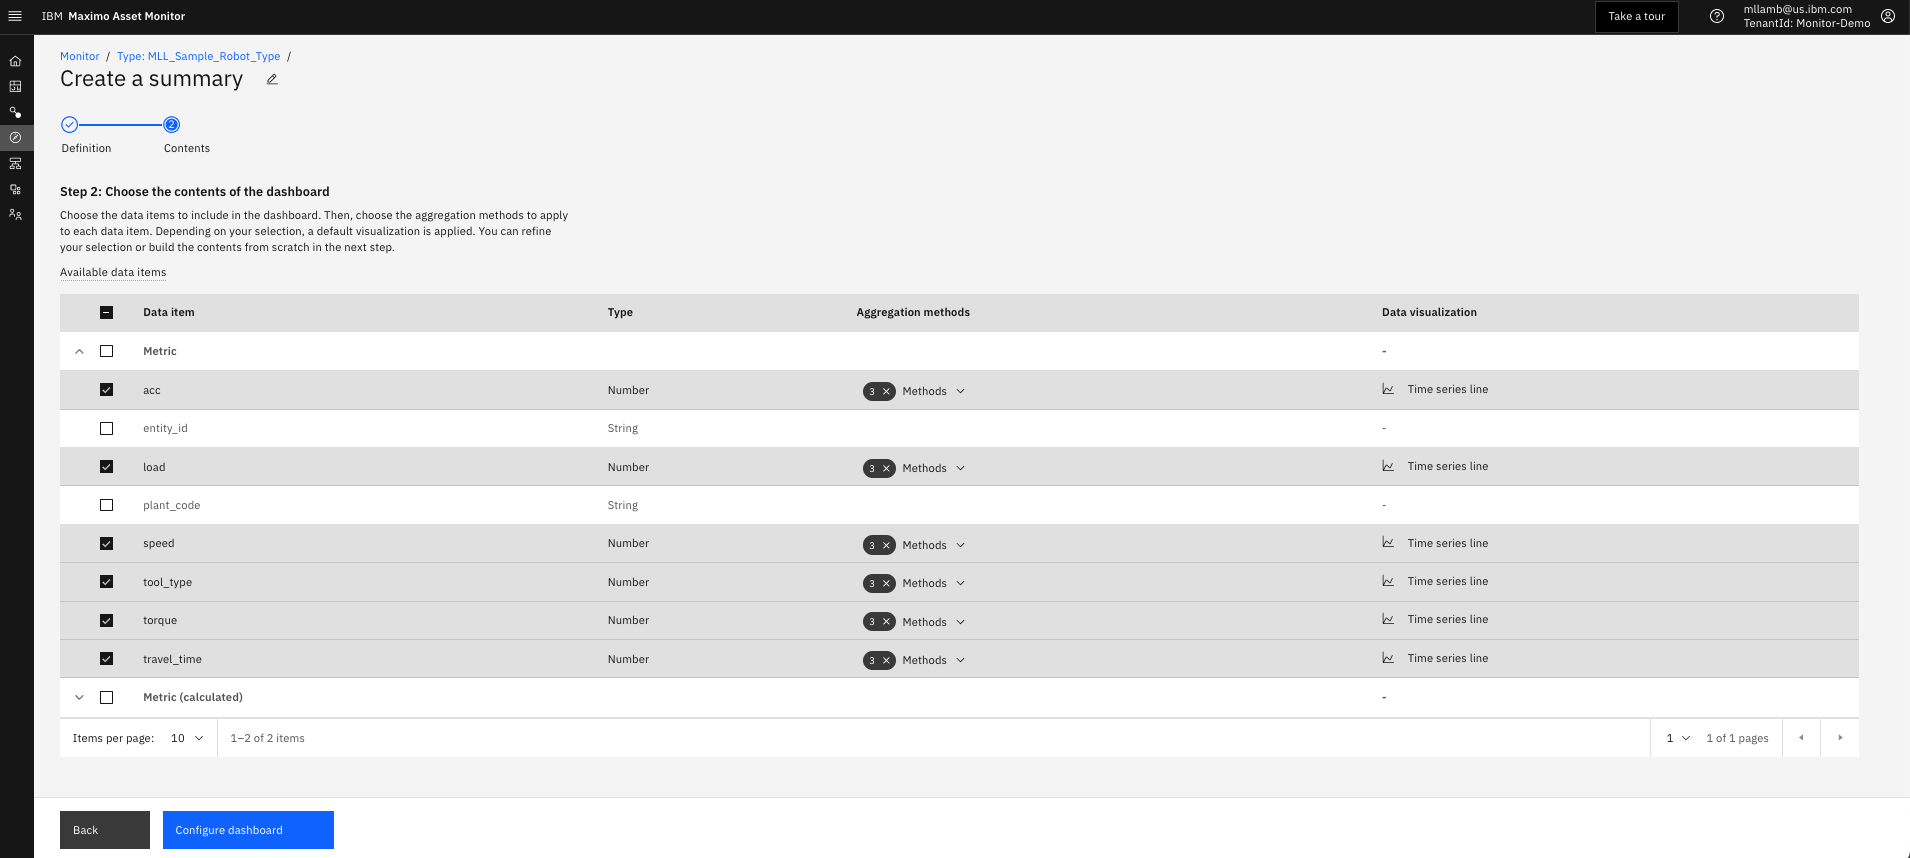 IBM Maximo Asset Monitor
Take a tour
mllamb@us.ibm.com
TenantId: Monitor-Demo
Monitor / Type: MLL_Sample_Robot_Type /
Create a summary
2
Definition Contents
Step 2: Choose the contents of the dashboard
Choose the data items to include in the dashboard. Then, choose the aggregation methods to apply
to each data item. Depending on your selection, a default visualization is applied. You can refine
your selection or build the contents from scratch in the next step.
Available data items
Data item Type Aggregation methods Data visualization
Metric -
acc Number 3 × Methods Time series line
entity_id String -
load Number 3 × Methods Time series line
plant_code String -
speed Number 3 × Methods Time series line
tool_type Number 3 × Methods Time series line
torque Number 3 × Methods Time series line
travel_time Number 3 × Methods Time series line
Metric (calculated) -
Items per page: 10 1–2 of 2 items 1 1 of 1 pages
Back Configure dashboard